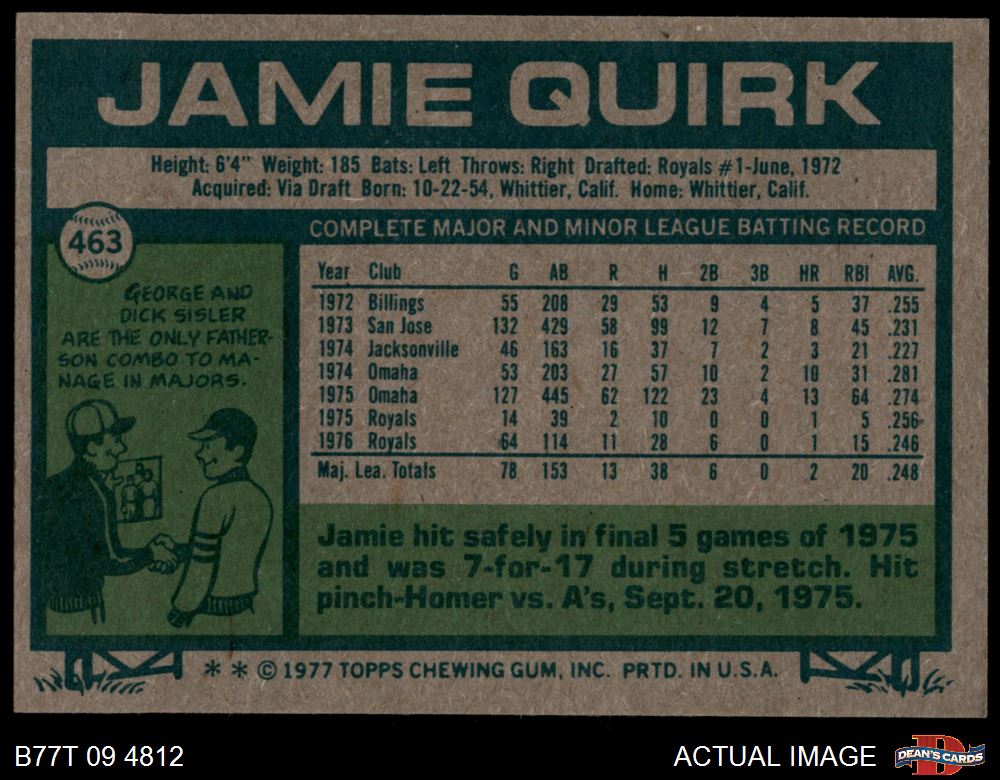 JAMIE QUIRK
Height: 6'4" Weight: 185 Bats: Left Throws: Right Drafted: Royals #1-June, 1972
Acquired: Via Draft Born: 10-22-54, Whittier, Calif. Home: Whittier, Calif.
463
GEORGE AND
DICK SISLER
ARE THE ONLY FATHER-
SON COMBO TO MA-
NAGE IN MAJORS.
COMPLETE MAJOR AND MINOR LEAGUE BATTING RECORD
Year Club G AB R H 2B 3B HR RBI AVG.
1972 Billings 55 208 29 53 9 4 5 37 .255
1973 San Jose 132 429 58 99 12 7 8 45 .231
1974 Jacksonville 46 163 16 37 7 2 3 21 .227
1974 Omaha 53 203 27 57 10 2 10 31 .281
1975 Omaha 127 445 62 122 23 4 13 64 .274
1975 Royals 14 39 2 10 0 0 1 5 .256
1976 Royals 64 114 11 28 6 0 1 15 .246
Maj. Lea. Totals 78 153 13 38 6 0 2 20 .248
Jamie hit safely in final 5 games of 1975
and was 7-for-17 during stretch. Hit
pinch-Homer vs. A's, Sept. 20, 1975.
* * © 1977 TOPPS CHEWING GUM, INC. PRTD. IN U.S.A.
B77T 09 4812
ACTUAL IMAGE
D
DEAN'S CARDS